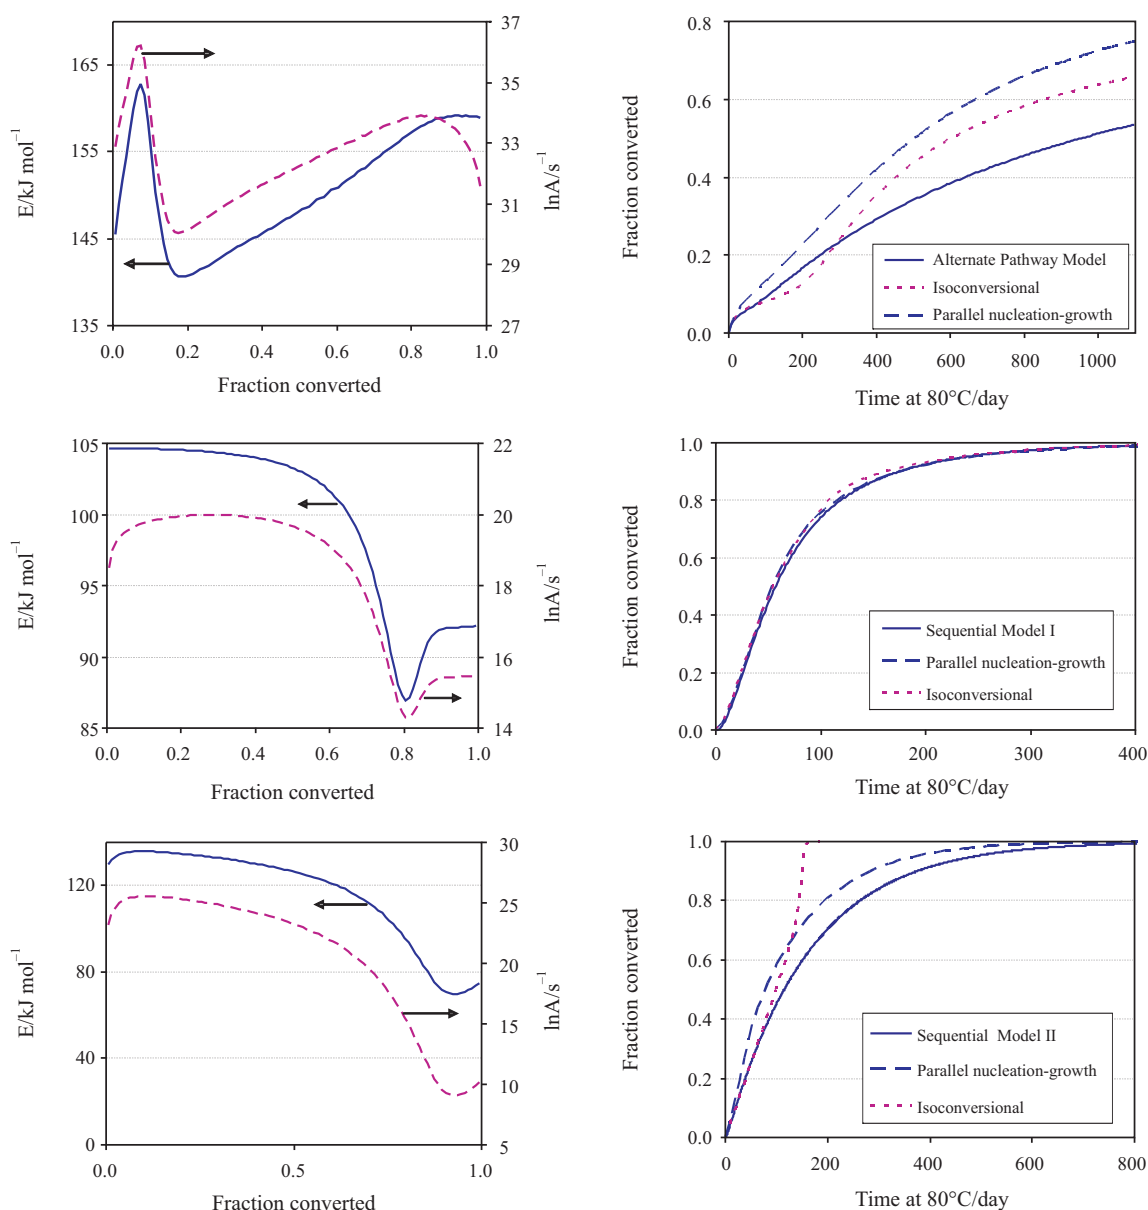 165
155
145
135
E/kJ mol⁻¹
37
35
33
31
29
27
lnA/s⁻¹
0.0 0.2 0.4 0.6 0.8 1.0
Fraction converted
0.8
0.6
0.4
0.2
0.0
Fraction converted
Alternate Pathway Model
Isoconversional
Parallel nucleation-growth
0 200 400 600 800 1000
Time at 80°C/day
105
100
95
90
85
E/kJ mol⁻¹
22
20
18
16
14
lnA/s⁻¹
0.0 0.2 0.4 0.6 0.8 1.0
Fraction converted
1.0
0.8
0.6
0.4
0.2
0.0
Fraction converted
Sequential Model I
Parallel nucleation-growth
Isoconversional
0 100 200 300 400
Time at 80°C/day
120
80
40
0
E/kJ mol⁻¹
30
25
20
15
10
5
lnA/s⁻¹
0.0 0.5 1.0
Fraction converted
1.0
0.8
0.6
0.4
0.2
0.0
Fraction converted
Sequential Model II
Parallel nucleation-growth
Isoconversional
0 200 400 600 800
Time at 80°C/day